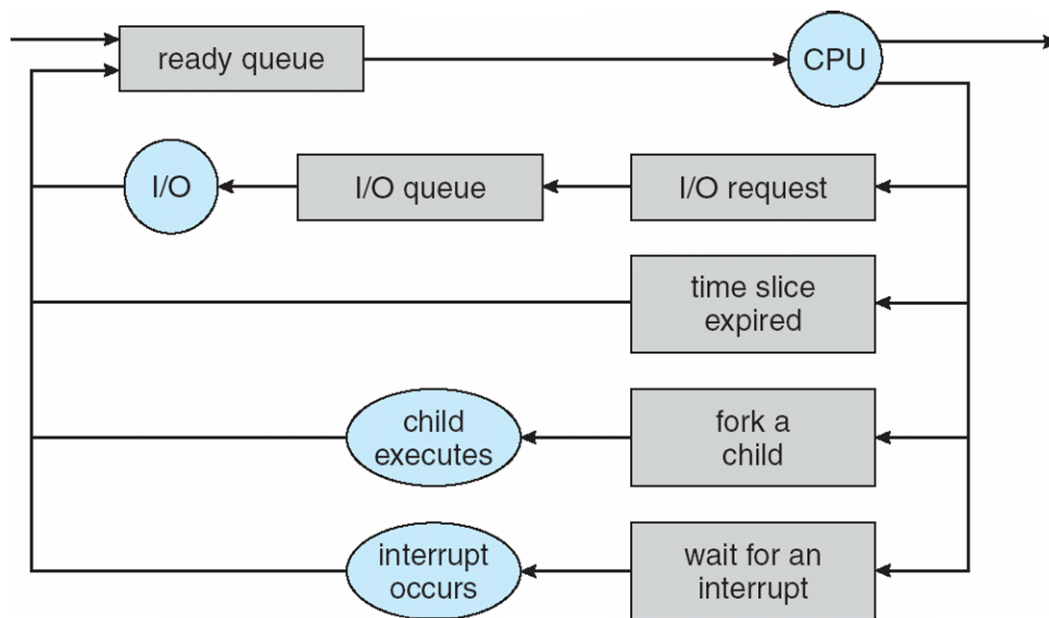 ready queue
CPU
I/O
I/O queue
I/O request
time slice
expired
child
executes
fork a
child
interrupt
occurs
wait for an
interrupt